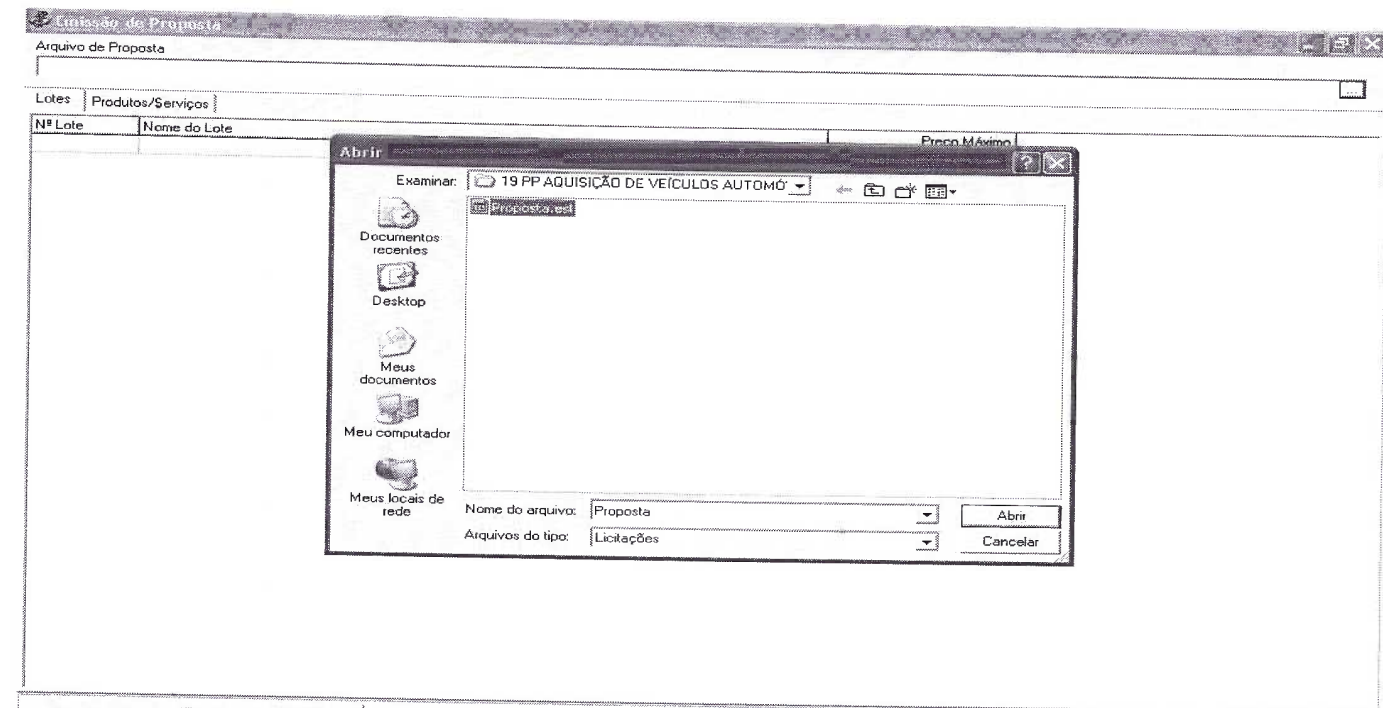 Emissão de Proposta
Arquivo de Proposta
...
Lotes Produtos/Serviços
Nº Lote Nome do Lote Preço Máximo
Abrir
Examinar: 19 PP AQUISIÇÃO DE VEÍCULOS AUTOMÓ
Proposta.est
Documentos
recentes
Desktop
Meus
documentos
Meu computador
Meus locais de
rede
Nome do arquivo: Proposta Abrir
Arquivos do tipo: Licitações Cancelar